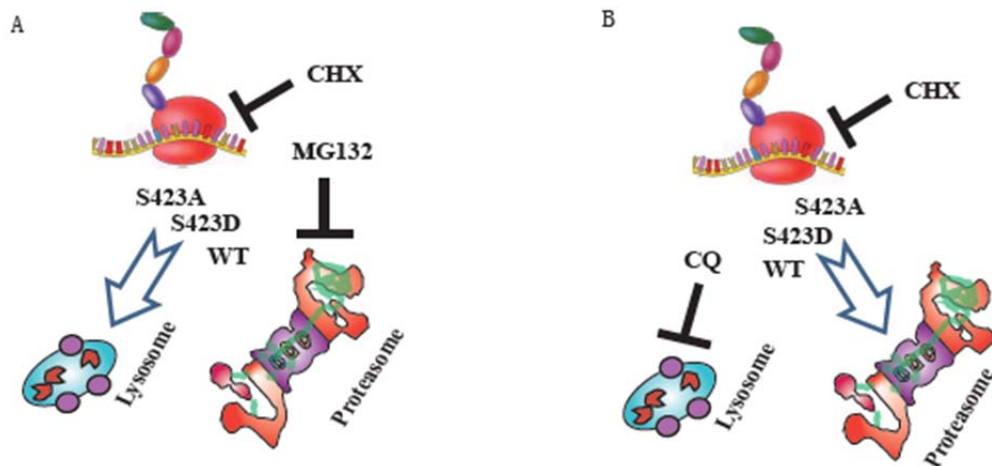 A
CHX
MG132
S423A
S423D
WT
Lysosome
Proteasome
B
CHX
S423A
S423D
CQ
WT
Lysosome
Proteasome